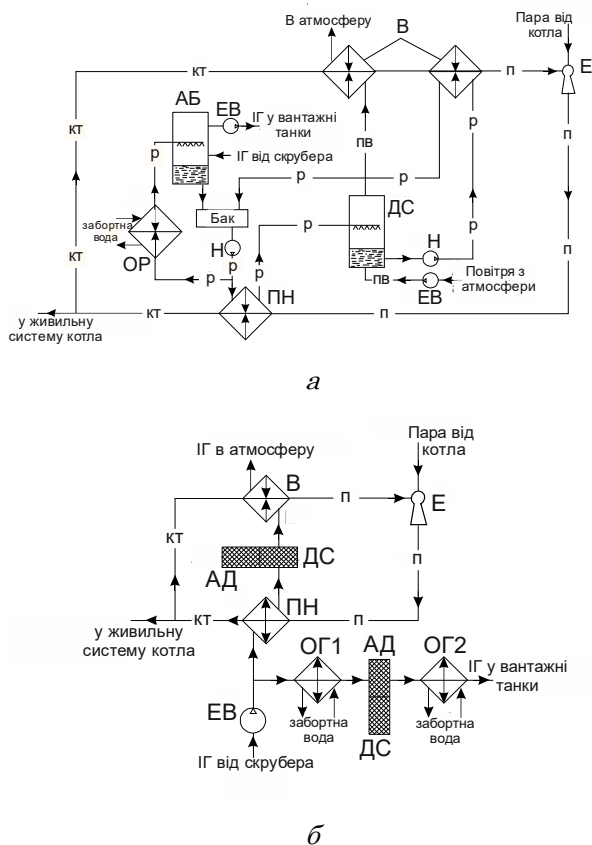 В атмосферу
В
Пара від
котла
кт
п
Е
АБ
ЕВ
ІГ у вантажні
танки
кт
р
ІГ від скрубера
пв
р
п
р
р
ДС
Бак
забортна
вода
Н
р
Н
р
ОР
р
р
кт
р
пв
ЕВ
Повітря з
атмосфери
п
ПН
у живильну
систему котла
кт
п
а
ІГ в атмосферу
Пара від
котла
В
п
Е
кт
ДС
п
АД
ПН
кт
п
у живильну
систему котла
ОГ1
АД
ОГ2
ІГ у вантажні
танки
ЕВ
забортна
вода
забортна
вода
ДС
ІГ від скрубера
б